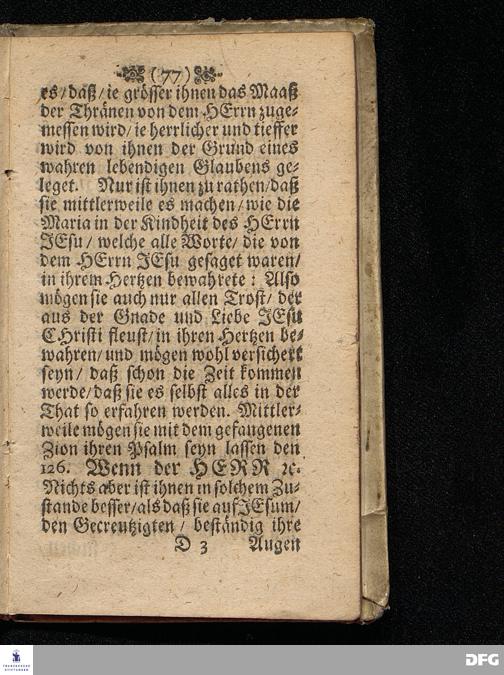 (77)
es/daß/ie grösser ihnen das Maaß
der Thränen von dem HErrn zuge-
messen wird/ie herrlicher und tieffer
wird von ihnen der Grund eines
wahren lebendigen Glaubens ge-
leget. Nur ist ihnen zu rathen/daß
sie mittlerweile es machen/wie die
Maria in der Kindheit des HErrn
JEsu/ welche alle Worte/ die von
dem HErrn JEsu gesaget waren/
in ihrem Hertzen bewahrete: Also
mögen sie auch nur allen Trost/ der
aus der Gnade und Liebe JEsu
CHristi fleust/in ihren Hertzen be-
wahren/und mögen wohl versichert
seyn/ daß schon die Zeit kommen
werde/daß sie es selbst alles in der
That so erfahren werden. Mittler-
weile mögen sie mit dem gefangenen
Zion ihren Psalm seyn lassen den
126. Wenn der HERR ꝛc.
Nichts aber ist ihnen in solchem Zu-
stande besser/als daß sie auf JEsum/
den Gecreutzigten / beständig ihre
D 3 Augen
FRANCKESCHE
STIFTUNGEN
DFG